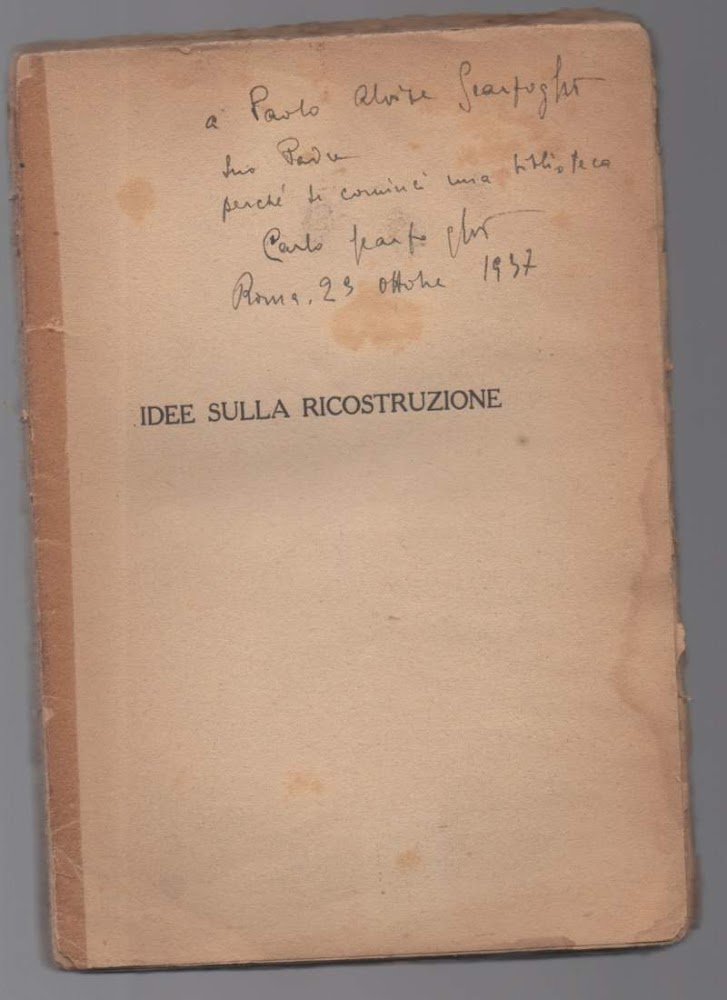 a Paolo Alvise Scarfoglio
suo Padre
perché si cominci una biblioteca
Carlo Scarfoglio
Roma, 23 ottobre 1937
IDEE SULLA RICOSTRUZIONE